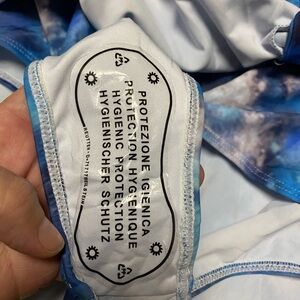 PROTEZIONE IGIENICA
PROTECTION HYGIENIQUE
HYGIENIC PROTECTION
HYGIENISCHER SCHUTZ